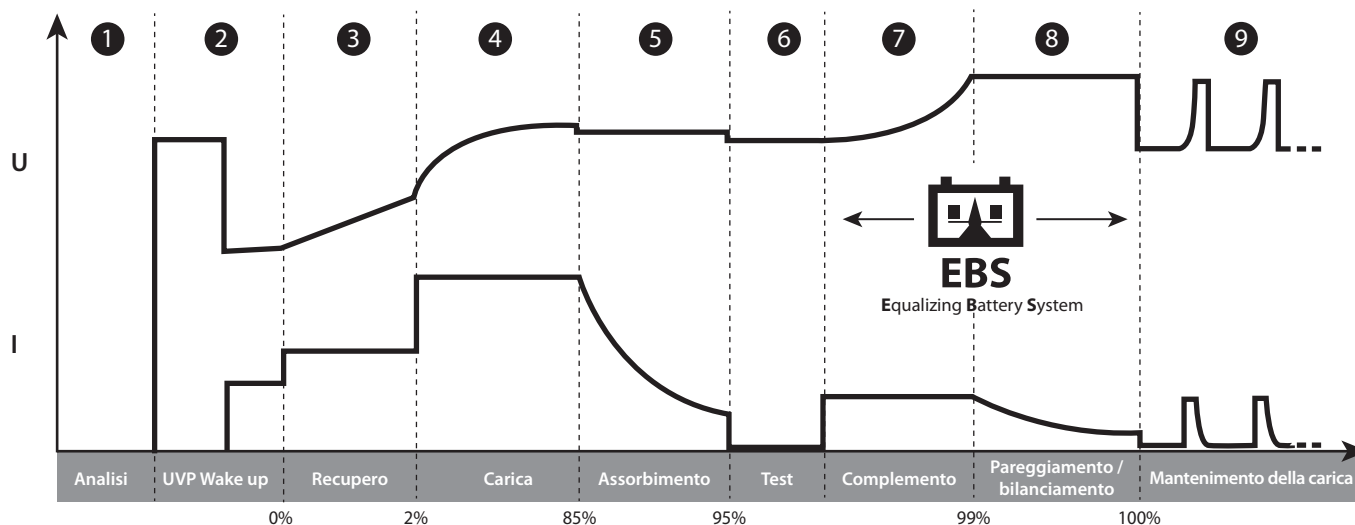 1 2 3 4 5 6 7 8 9
U
EBS
Equalizing Battery System
I
Analisi UVP Wake up Recupero Carica Assorbimento Test Complemento Pareggiamento / Mantenimento della carica
bilanciamento
0% 2% 85% 95% 99% 100%